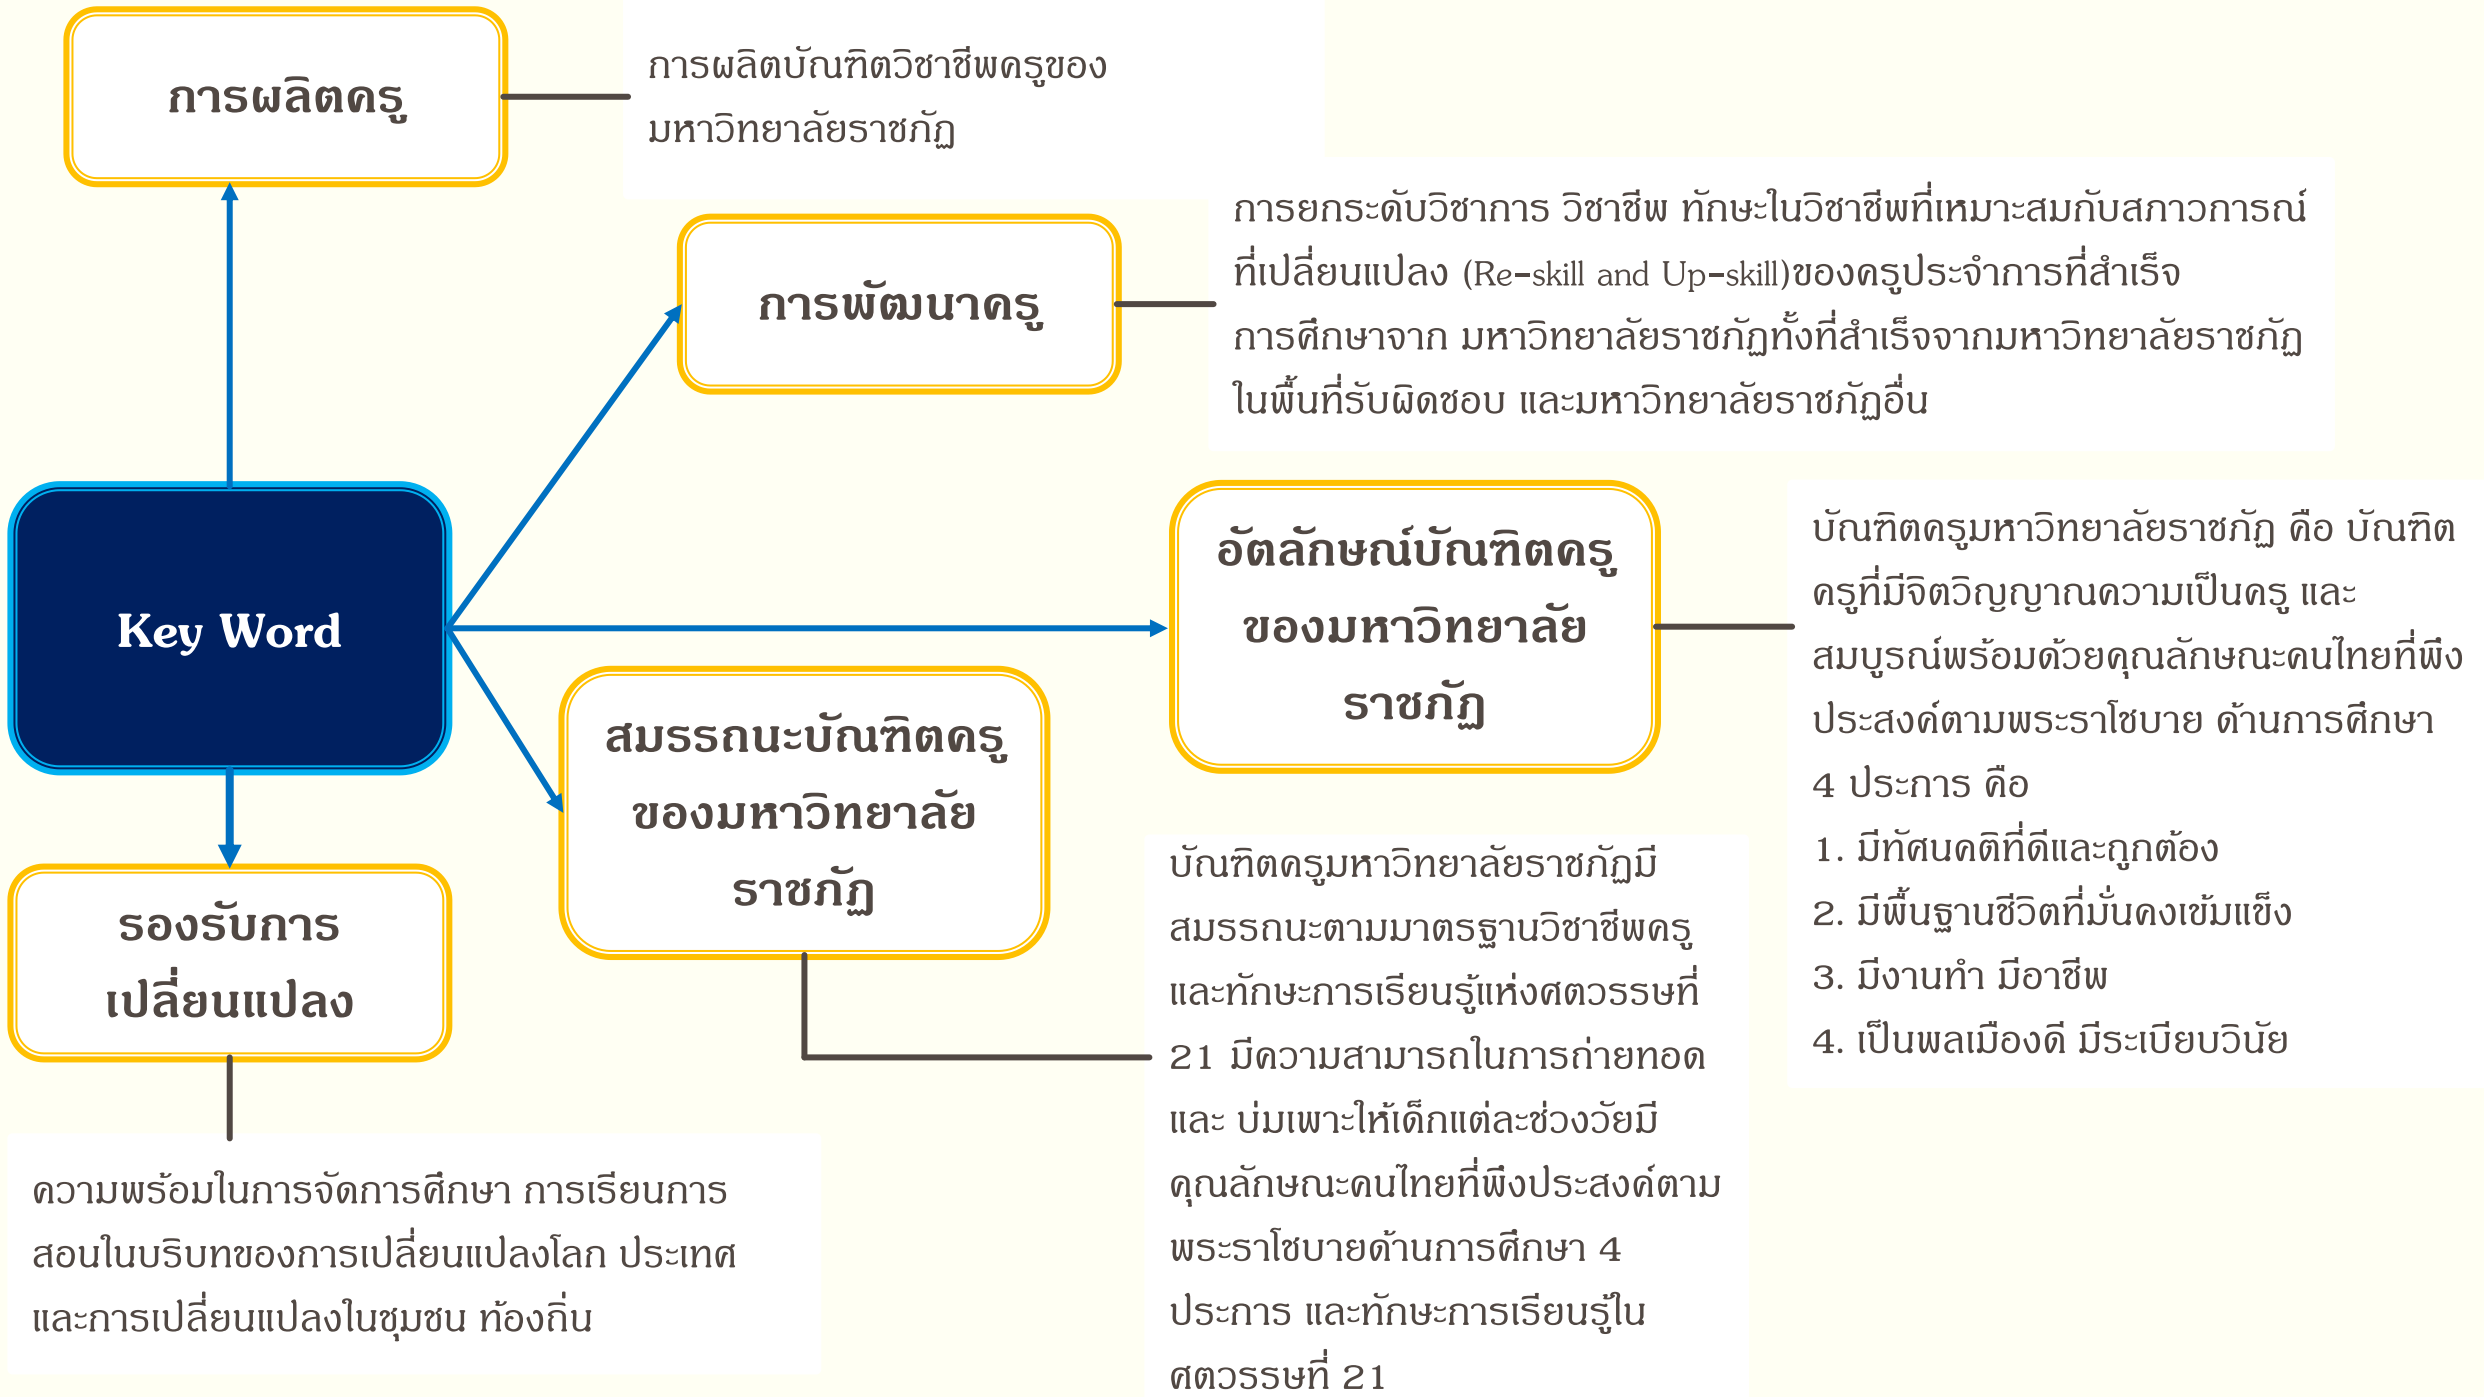 การผลิตครู
การผลิตบัณฑิตวิชาชีพครูของ
มหาวิทยาลัยราชภัฏ
การพัฒนาครู
การยกระดับวิชาการ วิชาชีพ ทักษะในวิชาชีพที่เหมาะสมกับสภาวการณ์
ที่เปลี่ยนแปลง (Re-skill and Up-skill)ของครูประจำการที่สำเร็จ
การศึกษาจาก มหาวิทยาลัยราชภัฏทั้งที่สำเร็จจากมหาวิทยาลัยราชภัฏ
ในพื้นที่รับผิดชอบ และมหาวิทยาลัยราชภัฏอื่น
Key Word
อัตลักษณ์บัณฑิตครู
ของมหาวิทยาลัย
ราชภัฏ
บัณฑิตครูมหาวิทยาลัยราชภัฏ คือ บัณฑิต
ครูที่มีจิตวิญญาณความเป็นครู และ
สมบูรณ์พร้อมด้วยคุณลักษณะคนไทยที่พึง
ประสงค์ตามพระราโชบาย ด้านการศึกษา
4 ประการ คือ
1. มีทัศนคติที่ดีและถูกต้อง
2. มีพื้นฐานชีวิตที่มั่นคงเข้มแข็ง
3. มีงานทำ มีอาชีพ
4. เป็นพลเมืองดี มีระเบียบวินัย
สมรรถนะบัณฑิตครู
ของมหาวิทยาลัย
ราชภัฏ
บัณฑิตครูมหาวิทยาลัยราชภัฏมี
สมรรถนะตามมาตรฐานวิชาชีพครู
และทักษะการเรียนรู้แห่งศตวรรษที่
21 มีความสามารถในการถ่ายทอด
และ บ่มเพาะให้เด็กแต่ละช่วงวัยมี
คุณลักษณะคนไทยที่พึงประสงค์ตาม
พระราโชบายด้านการศึกษา 4
ประการ และทักษะการเรียนรู้ใน
ศตวรรษที่ 21
รองรับการ
เปลี่ยนแปลง
ความพร้อมในการจัดการศึกษา การเรียนการ
สอนในบริบทของการเปลี่ยนแปลงโลก ประเทศ
และการเปลี่ยนแปลงในชุมชน ท้องถิ่น